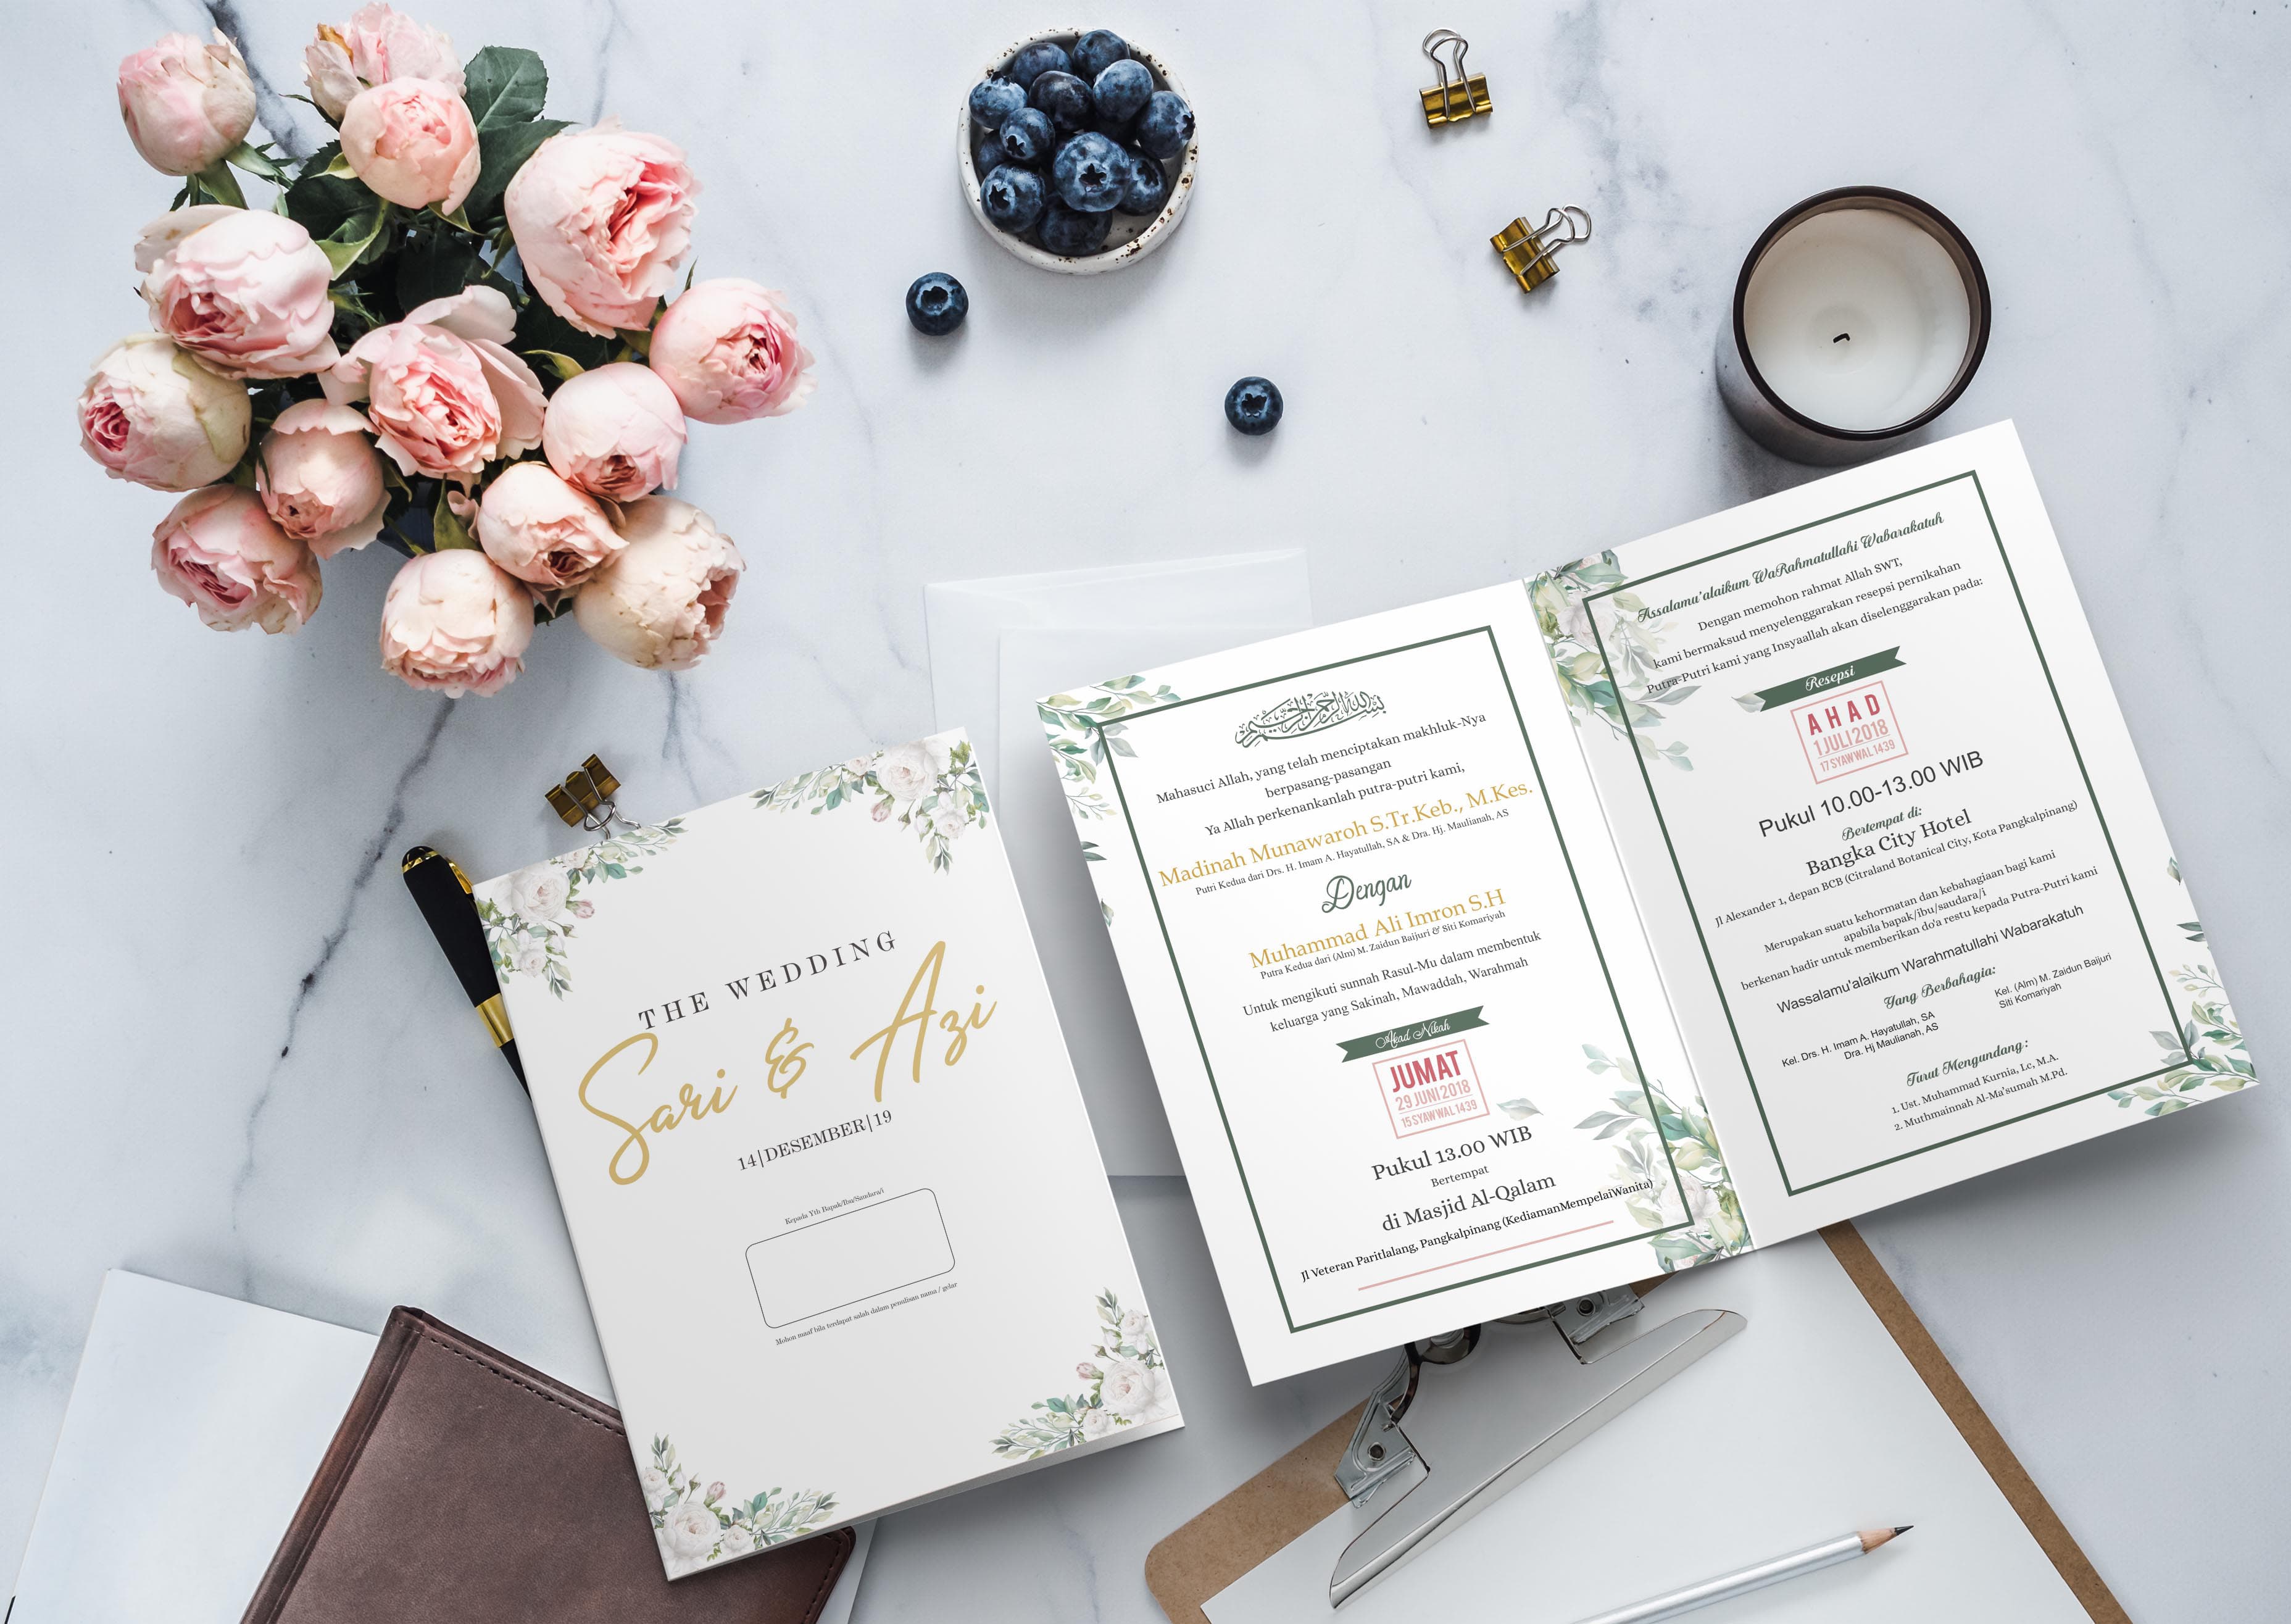 THE WEDDING
Sari & Azi
14|DESEMBER|19
Kepada Yth Bapak/Ibu/Saudara/i
Mohon maaf bila terdapat salah dalam penulisan nama / gelar
بسم الله الرحمن الرحيم
Mahasuci Allah, yang telah menciptakan makhluk-Nya
berpasang-pasangan
Ya Allah perkenankanlah putra-putri kami,
Madinah Munawaroh S.Tr.Keb., M.Kes.
Putri Kedua dari Drs. H. Imam A. Hayatullah, SA & Dra. Hj. Maulianah, AS
Dengan
Muhammad Ali Imron S.H
Putra Kedua dari (Alm) M. Zaidun Baijuri & Siti Komariyah
Untuk mengikuti sunnah Rasul-Mu dalam membentuk
keluarga yang Sakinah, Mawaddah, Warahmah
Akad Nikah
JUMAT
29 JUNI 2018
15 SYAWWAL 1439
Pukul 13.00 WIB
Bertempat
di Masjid Al-Qalam
Jl Veteran Paritlalang, Pangkalpinang (KediamanMempelaiWanita)
Assalamu'alaikum WaRahmatullahi Wabarakatuh
Dengan memohon rahmat Allah SWT,
kami bermaksud menyelenggarakan resepsi pernikahan
Putra-Putri kami yang Insyaallah akan diselenggarakan pada:
Resepsi
AHAD
1 JULI 2018
17 SYAWWAL 1439
Pukul 10.00-13.00 WIB
Bertempat di:
Bangka City Hotel
Jl Alexander 1, depan BCB (Citraland Botanical City, Kota Pangkalpinang)
Merupakan suatu kehormatan dan kebahagiaan bagi kami
apabila bapak/ibu/saudara/i
berkenan hadir untuk memberikan do'a restu kepada Putra-Putri kami
Wassalamu'alaikum Warahmatullahi Wabarakatuh
Yang Berbahagia:
Kel. Drs. H. Imam A. Hayatullah, SA
Dra. Hj Maulianah, AS
Kel. (Alm) M. Zaidun Baijuri
Siti Komariyah
Turut Mengundang:
1. Ust. Muhammad Kurnia, Lc, M.A.
2. Muthmainnah Al-Ma'sumah M.Pd.